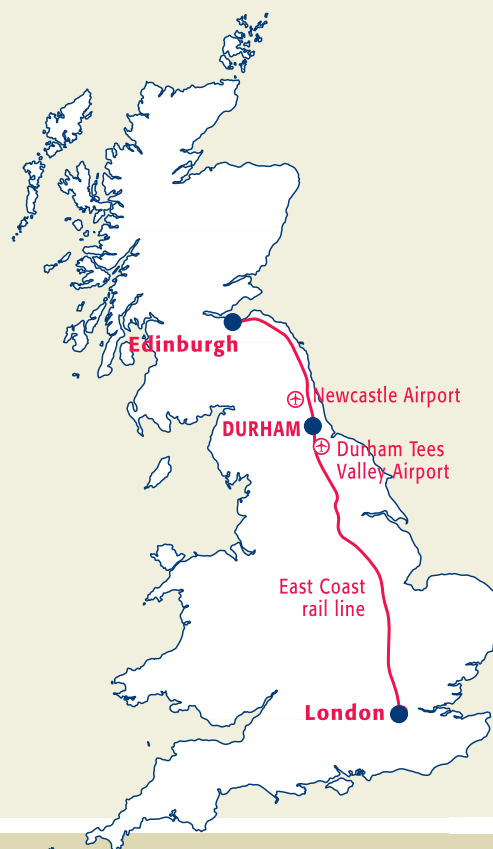 Edinburgh
Newcastle Airport
DURHAM
Durham Tees
Valley Airport
East Coast
rail line
London